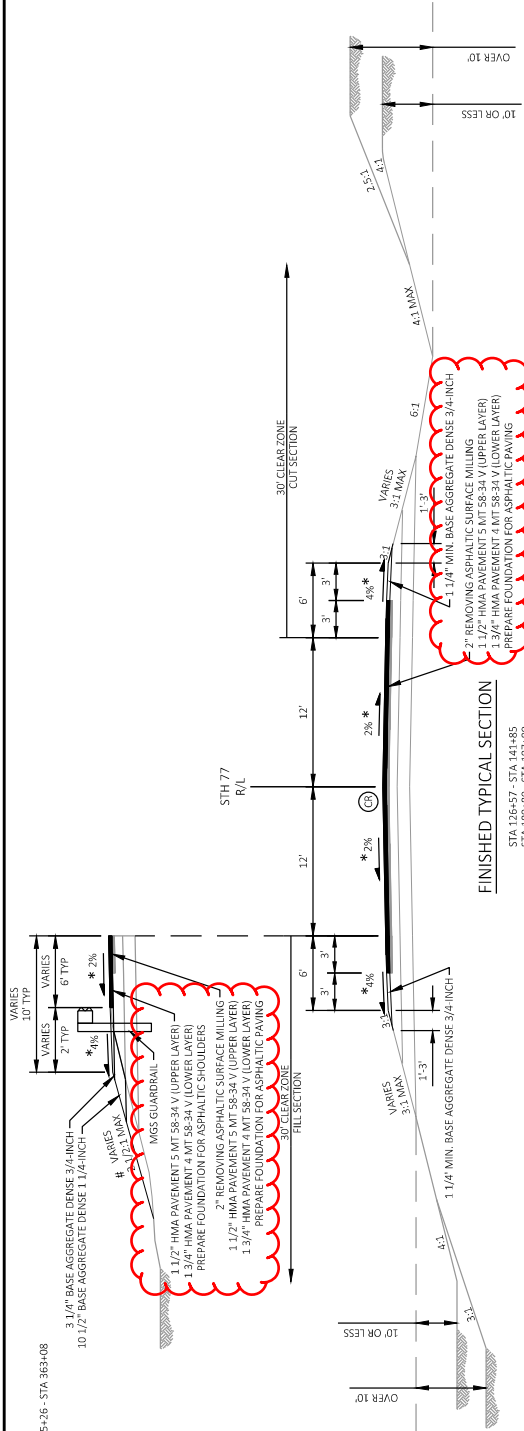 5+26 - STA 363+08
VARIES
10' TYP
VARIES
2' TYP
VARIES
6' TYP
*4%
* 2%
3 1/4" BASE AGGREGATE DENSE 3/4-INCH
10 1/2" BASE AGGREGATE DENSE 1 1/4-INCH
# VARIES
2 1/2:1 MAX
MGS GUARDRAIL
1 1/2" HMA PAVEMENT 5 MT 58-34 V (UPPER LAYER)
1 3/4" HMA PAVEMENT 4 MT 58-34 V (LOWER LAYER)
PREPARE FOUNDATION FOR ASPHALTIC SHOULDERS
2" REMOVING ASPHALTIC SURFACE MILLING
1 1/2" HMA PAVEMENT 5 MT 58-34 V (UPPER LAYER)
1 3/4" HMA PAVEMENT 4 MT 58-34 V (LOWER LAYER)
PREPARE FOUNDATION FOR ASPHALTIC PAVING
30' CLEAR ZONE
FILL SECTION
30' CLEAR ZONE
CUT SECTION
STH 77
R/L
6'
12'
12'
6'
3'
3'
3'
3'
*4%
* 2%
CR
2% *
4%*
3:1
3:1
VARIES
3:1 MAX
VARIES
3:1 MAX
1'-3"
1'-3"
6:1
4:1 MAX
2.5:1
4:1
4:1
3:1
10' OR LESS
OVER 10'
10' OR LESS
OVER 10'
1 1/4" MIN. BASE AGGREGATE DENSE 3/4-INCH
1 1/4" MIN. BASE AGGREGATE DENSE 3/4-INCH
2" REMOVING ASPHALTIC SURFACE MILLING
1 1/2" HMA PAVEMENT 5 MT 58-34 V (UPPER LAYER)
1 3/4" HMA PAVEMENT 4 MT 58-34 V (LOWER LAYER)
PREPARE FOUNDATION FOR ASPHALTIC PAVING
FINISHED TYPICAL SECTION
STA 126+57 - STA 141+85